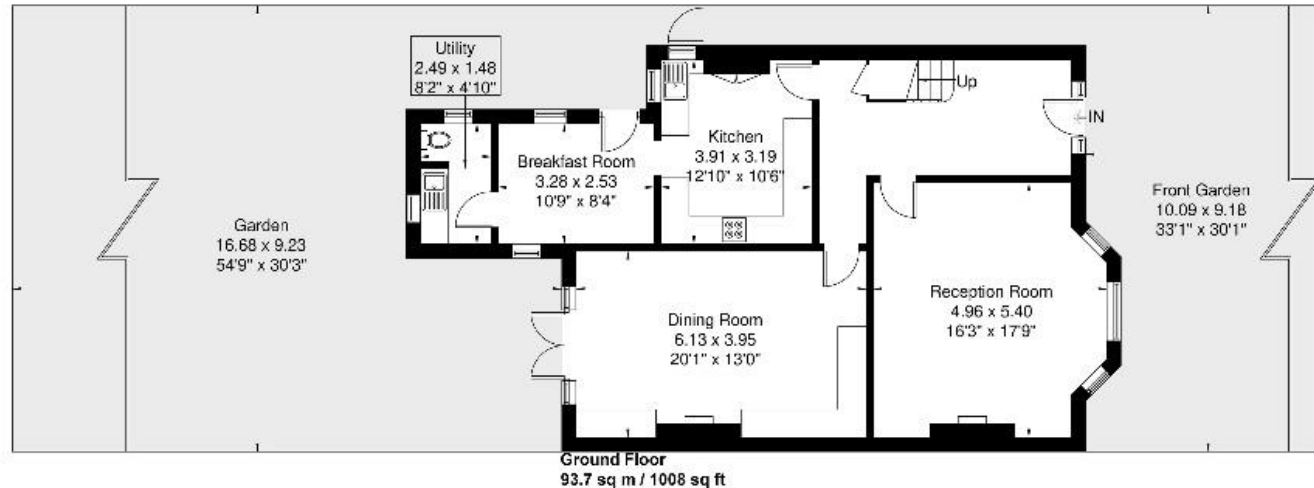 Utility
2.49 x 1.48
8'2" x 4'10"
Up
IN
Kitchen
3.91 x 3.19
12'10" x 10'6"
Breakfast Room
3.28 x 2.53
10'9" x 8'4"
Front Garden
10.09 x 9.18
33'1" x 30'1"
Garden
16.68 x 9.23
54'9" x 30'3"
Reception Room
4.96 x 5.40
16'3" x 17'9"
Dining Room
6.13 x 3.95
20'1" x 13'0"
Ground Floor
93.7 sq m / 1008 sq ft